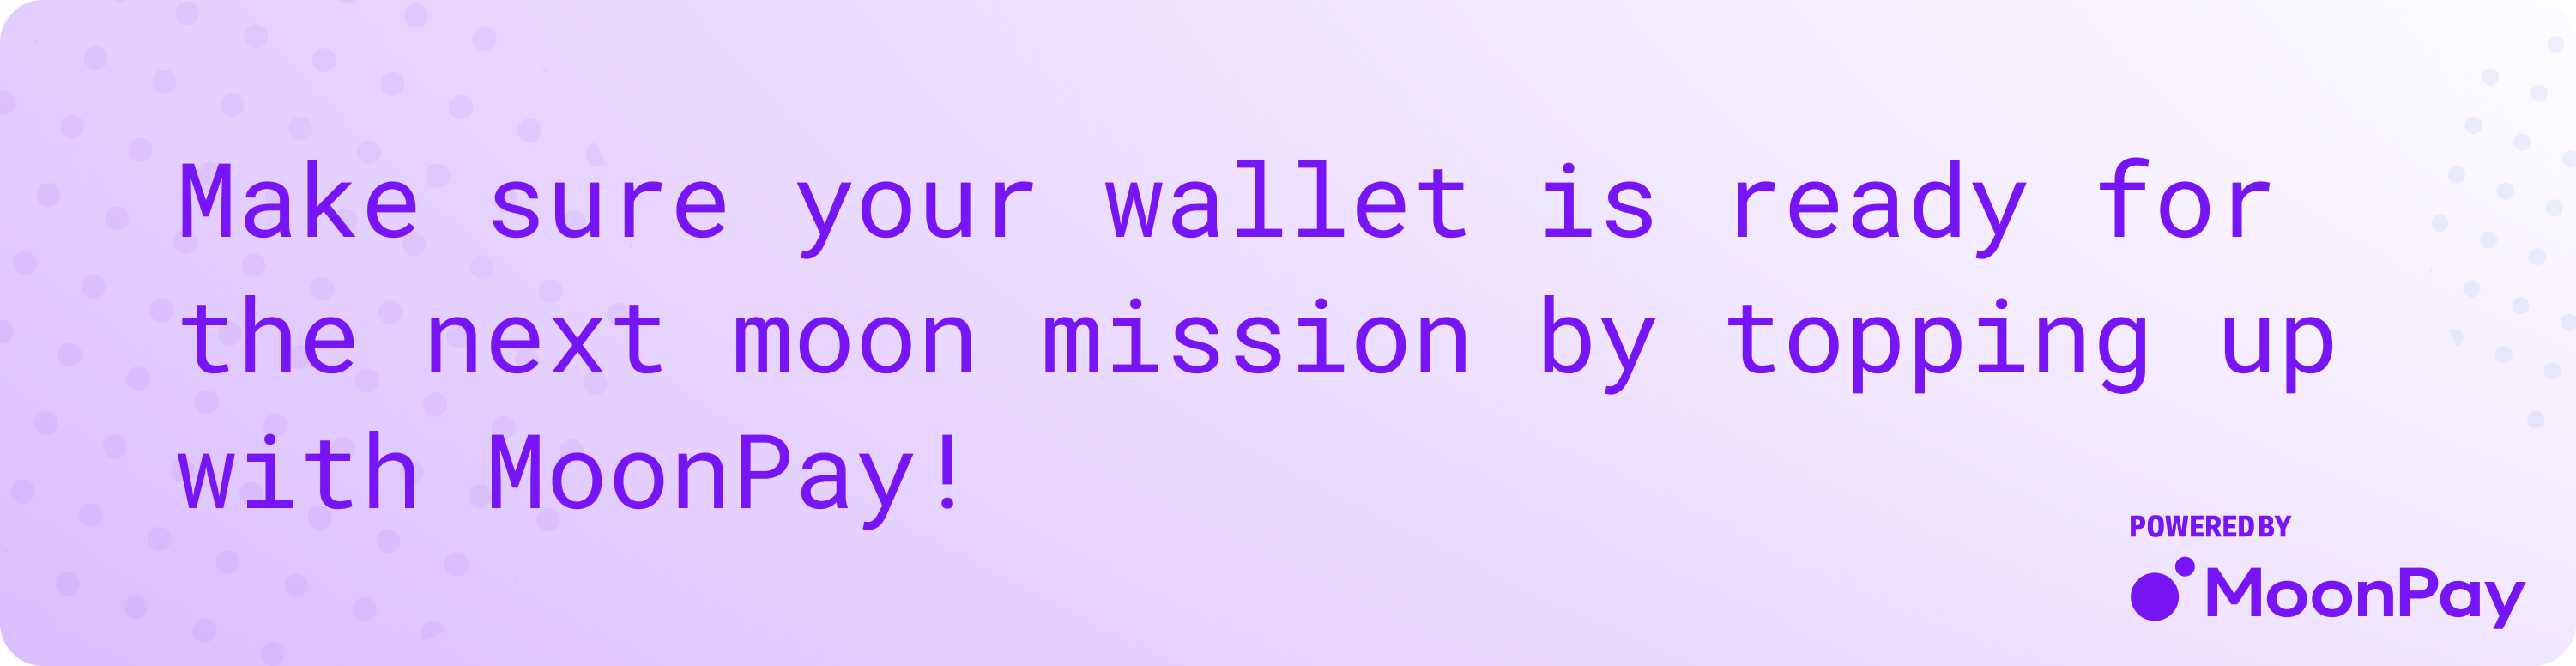 Make sure your wallet is ready for
the next moon mission by topping up
with MoonPay!
POWERED BY
MoonPay